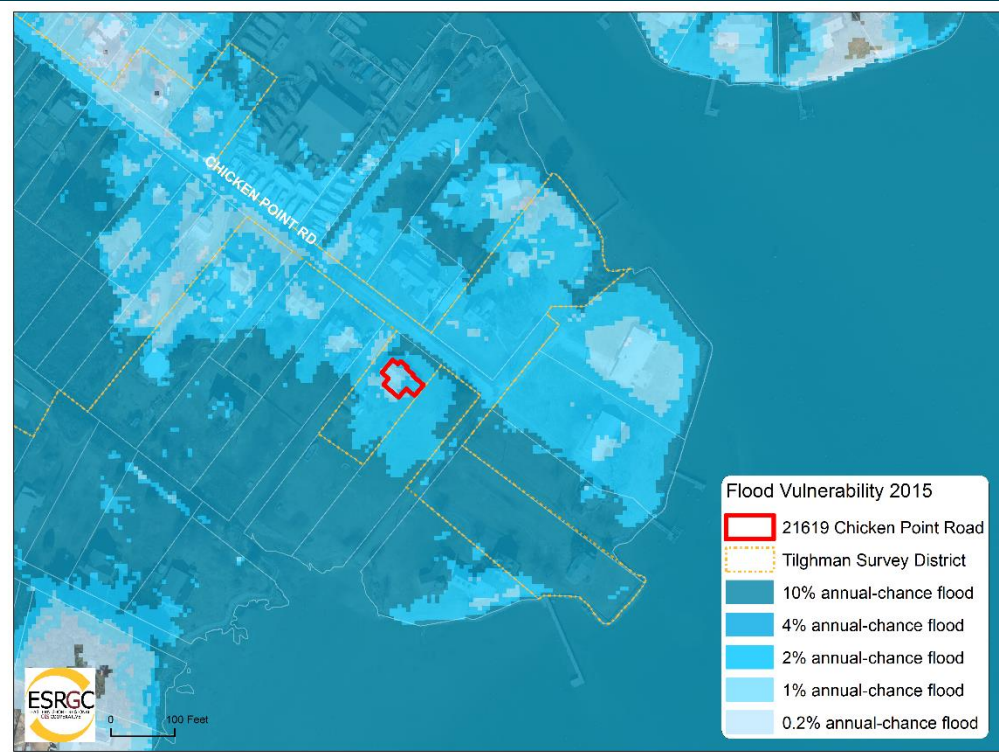 CHICKEN POINT RD
Flood Vulnerability 2015
21619 Chicken Point Road
Tilghman Survey District
10% annual-chance flood
4% annual-chance flood
2% annual-chance flood
1% annual-chance flood
0.2% annual-chance flood
ESRGC
0 100 Feet